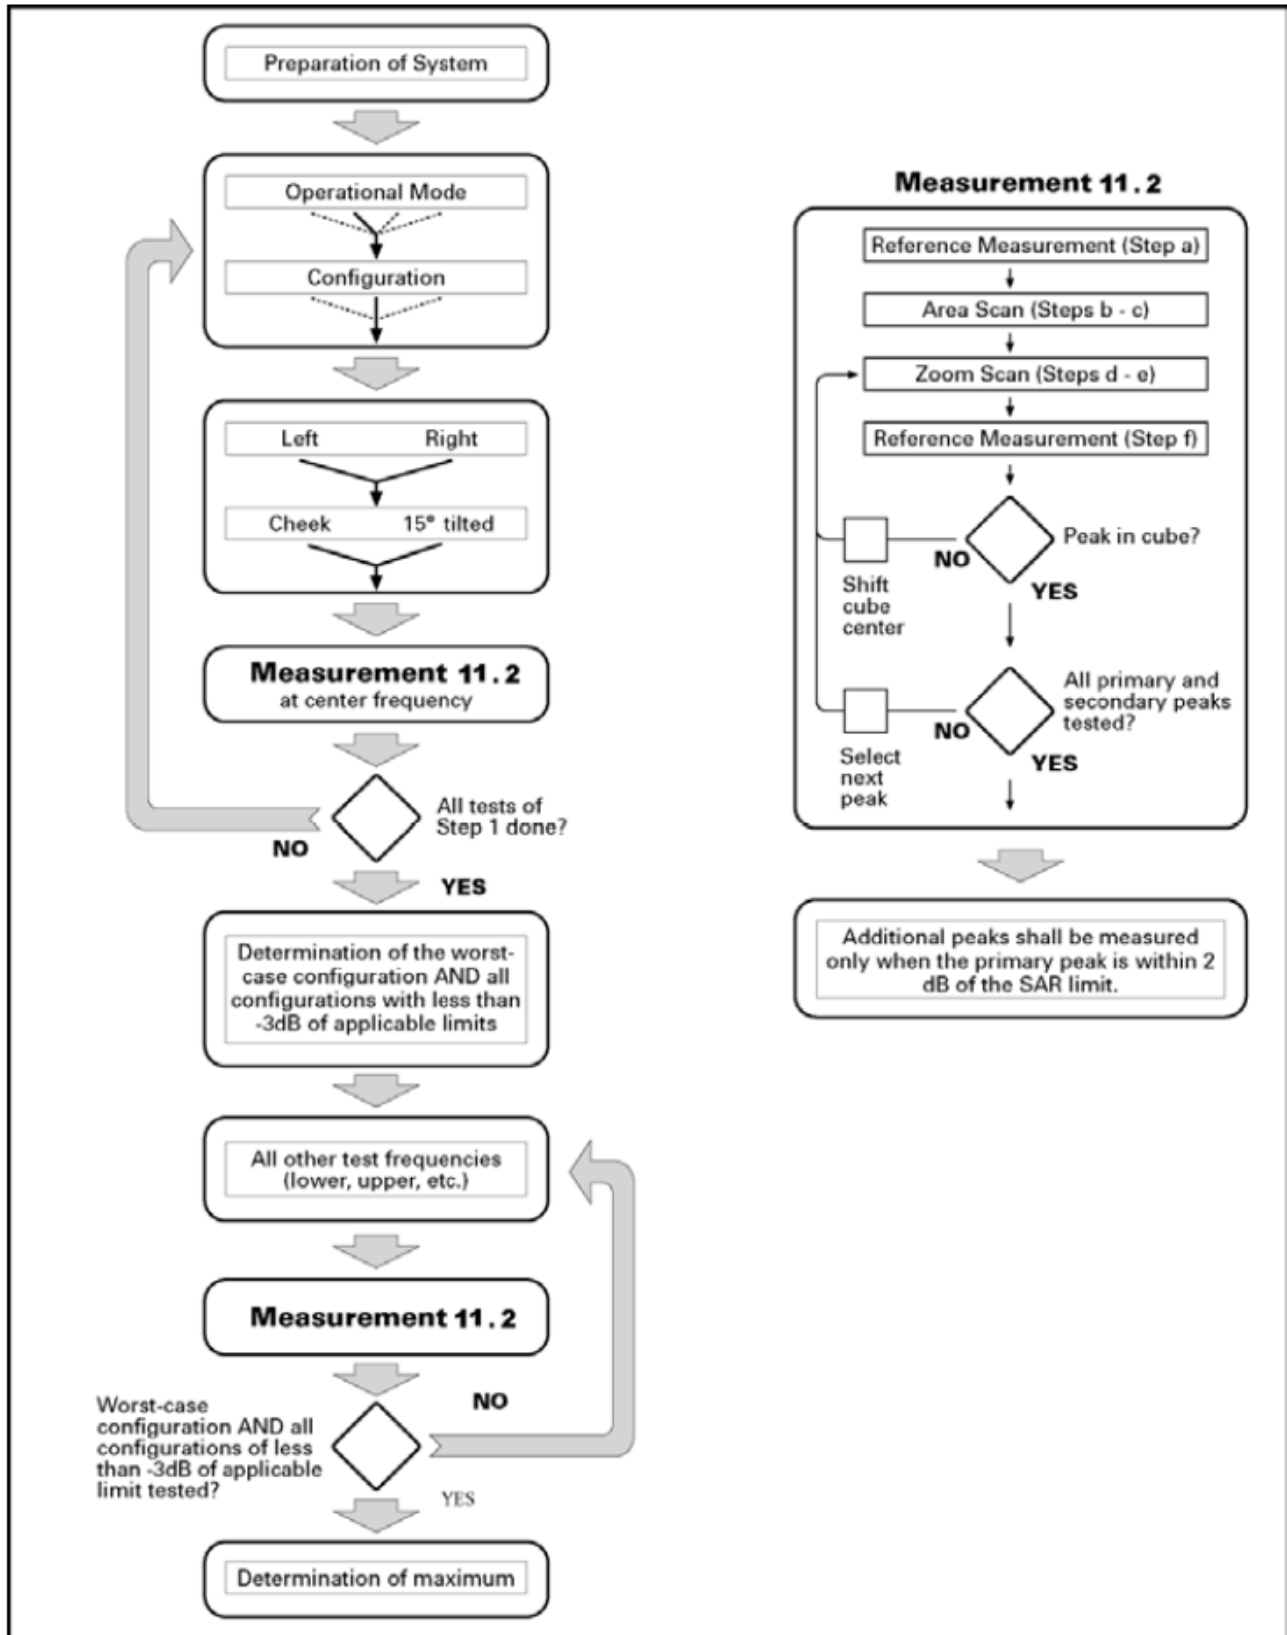 Preparation of System
Operational Mode
Configuration
Left Right
Cheek 15° tilted
Measurement 11.2
at center frequency
All tests of
Step 1 done?
NO
YES
Determination of the worst-
case configuration AND all
configurations with less than
-3dB of applicable limits
All other test frequencies
(lower, upper, etc.)
Measurement 11.2
NO
Worst-case
configuration AND all
configurations of less
than -3dB of applicable
limit tested?
YES
Determination of maximum
Measurement 11.2
Reference Measurement (Step a)
Area Scan (Steps b - c)
Zoom Scan (Steps d - e)
Reference Measurement (Step f)
Peak in cube?
NO
YES
Shift
cube
center
All primary and
secondary peaks
tested?
NO
YES
Select
next
peak
Additional peaks shall be measured
only when the primary peak is within 2
dB of the SAR limit.